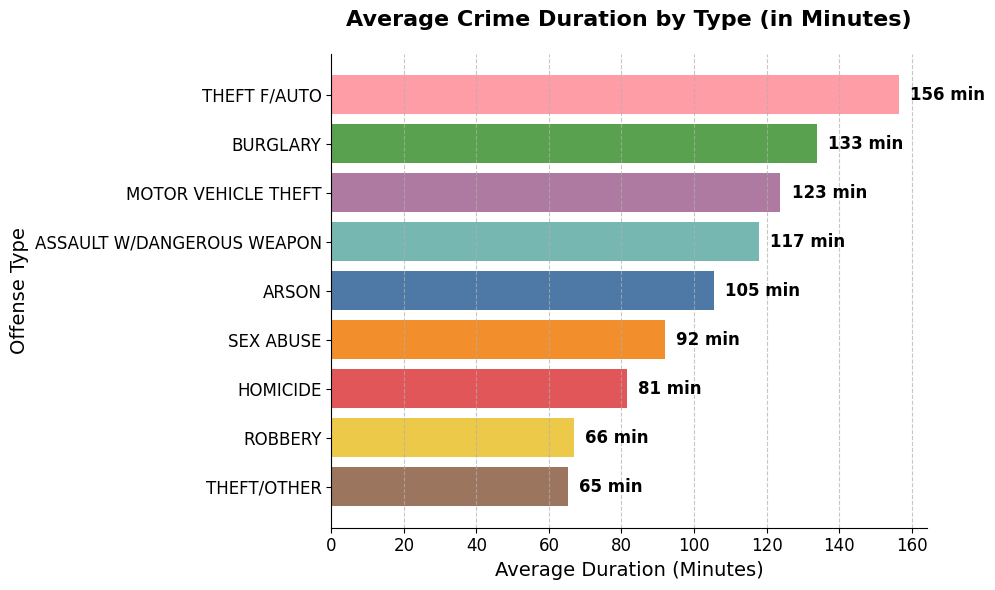 Average Crime Duration by Type (in Minutes)
Offense Type
THEFT F/AUTO 156 min
BURGLARY 133 min
MOTOR VEHICLE THEFT 123 min
ASSAULT W/DANGEROUS WEAPON 117 min
ARSON 105 min
SEX ABUSE 92 min
HOMICIDE 81 min
ROBBERY 66 min
THEFT/OTHER 65 min
0 20 40 60 80 100 120 140 160
Average Duration (Minutes)